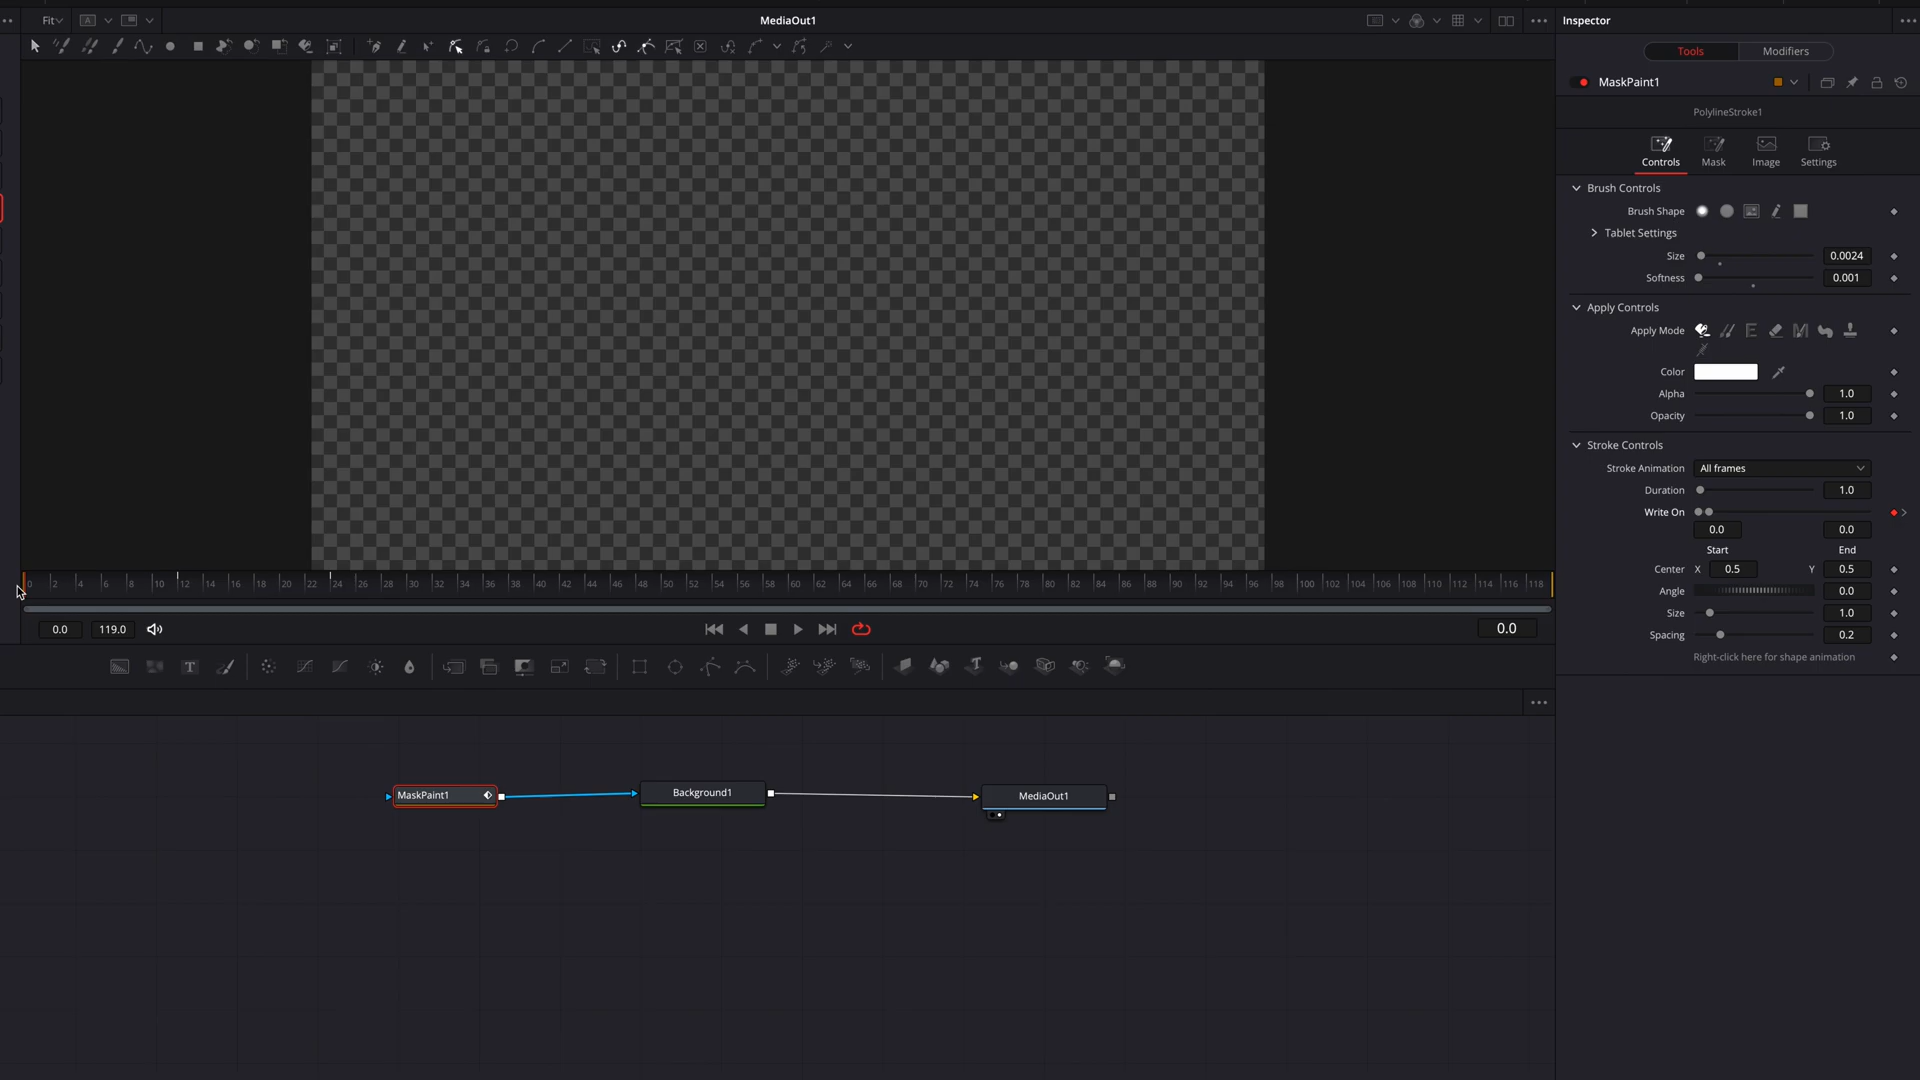 Fit
A
MediaOut1
Inspector
Tools
Modifiers
MaskPaint1
PolylineStroke1
Controls
Mask
Image
Settings
Brush Controls
Brush Shape
Tablet Settings
Size
0.0024
Softness
0.001
Apply Controls
Apply Mode
E
M
Color
Alpha
1.0
Opacity
1.0
Stroke Controls
Stroke Animation
All frames
Duration
1.0
Write On
0.0
0.0
Start
End
Center
X
0.5
Y
0.5
Angle
0.0
Size
1.0
Spacing
0.2
Right-click here for shape animation
0 2 4 6 8 10 12 14 16 18 20 22 24 26 28 30 32 34 36 38 40 42 44 46 48 50 52 54 56 58 60 62 64 66 68 70 72 74 76 78 80 82 84 86 88 90 92 94 96 98 100 102 104 106 108 110 112 114 116 118
0.0
119.0
0.0
T
T
MaskPaint1
Background1
MediaOut1